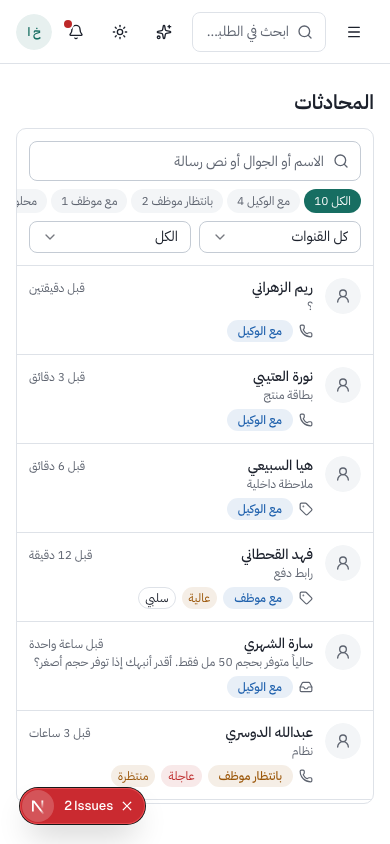 ابحث في الطلبـ...
خ ا
المحادثات
الاسم أو الجوال أو نص رسالة
الكل 10
مع الوكيل 4
بانتظار موظف 2
مع موظف 1
محلو
كل القنوات
الكل
ريم الزهراني
قبل دقيقتين
؟
مع الوكيل
نورة العتيبي
قبل 3 دقائق
بطاقة منتج
مع الوكيل
هيا السبيعي
قبل 6 دقائق
ملاحظة داخلية
مع الوكيل
فهد القحطاني
قبل 12 دقيقة
رابط دفع
مع موظف
عالية
سلبي
سارة الشهري
قبل ساعة واحدة
حالياً متوفر بحجم 50 مل فقط. أقدر أنبهك إذا توفر حجم أصغر؟
مع الوكيل
عبدالله الدوسري
قبل 3 ساعات
نظام
بانتظار موظف
عاجلة
منتظرة
N 2 Issues